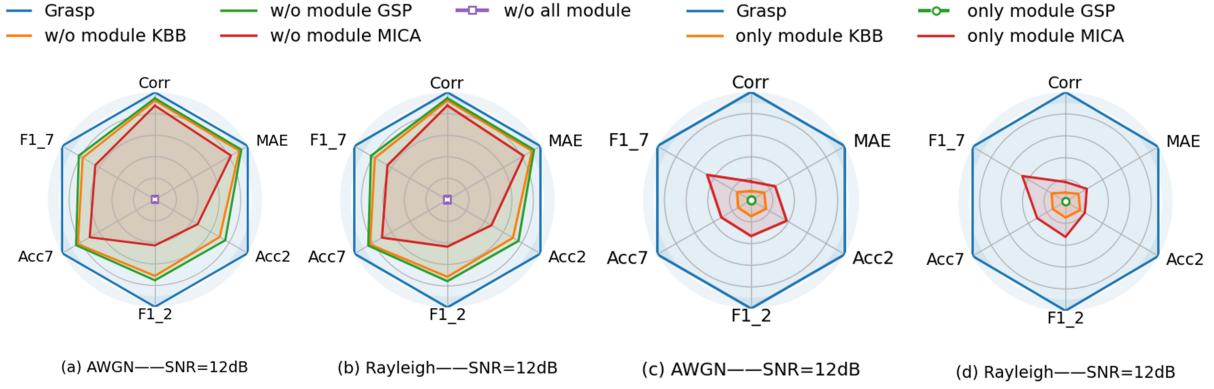 Grasp
w/o module GSP
w/o all module
w/o module KBB
w/o module MICA
Grasp
only module GSP
only module KBB
only module MICA
Corr
MAE
Acc2
F1_2
Acc7
F1_7
(a) AWGN——SNR=12dB
Corr
MAE
Acc2
F1_2
Acc7
F1_7
(b) Rayleigh——SNR=12dB
Corr
MAE
Acc2
F1_2
Acc7
F1_7
(c) AWGN——SNR=12dB
Corr
MAE
Acc2
F1_2
Acc7
F1_7
(d) Rayleigh——SNR=12dB